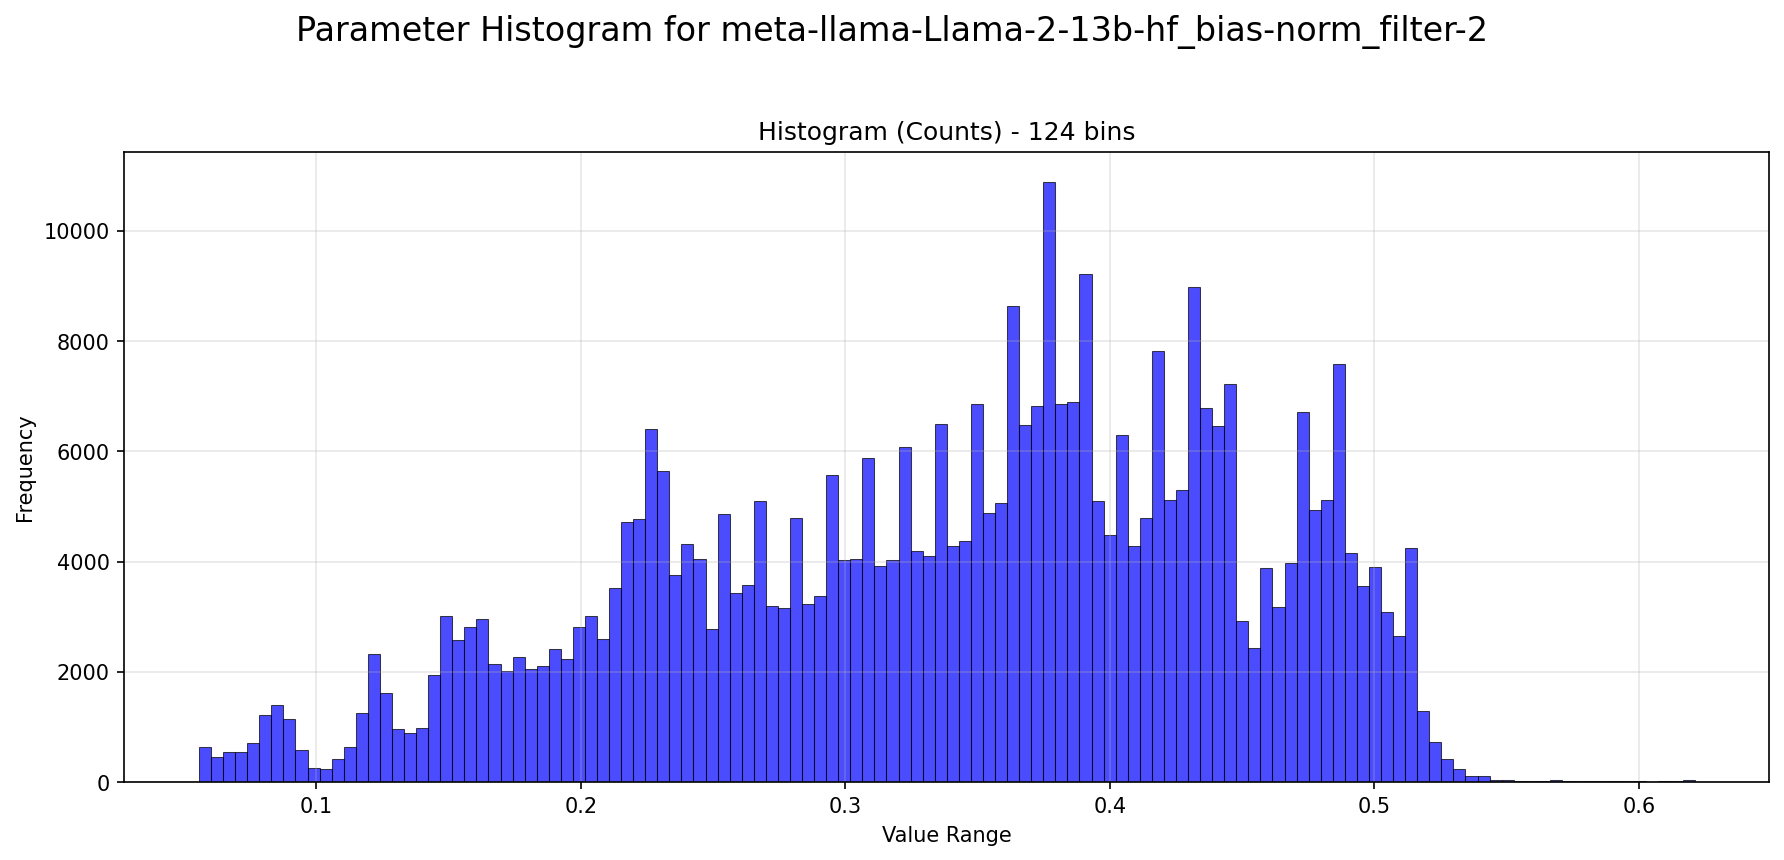 Parameter Histogram for meta-llama-Llama-2-13b-hf_bias-norm_filter-2
Histogram (Counts) - 124 bins
Frequency
10000
8000
6000
4000
2000
0
0.1 0.2 0.3 0.4 0.5 0.6
Value Range